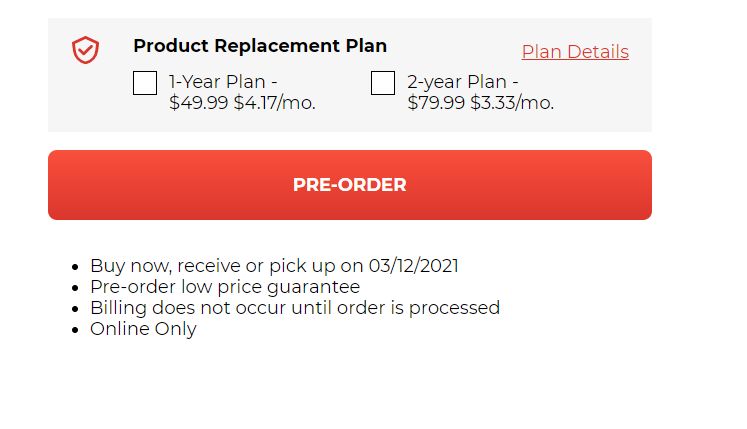 Product Replacement Plan
Plan Details
1-Year Plan -
$49.99 $4.17/mo.
2-year Plan -
$79.99 $3.33/mo.
PRE-ORDER
Buy now, receive or pick up on 03/12/2021
Pre-order low price guarantee
Billing does not occur until order is processed
Online Only